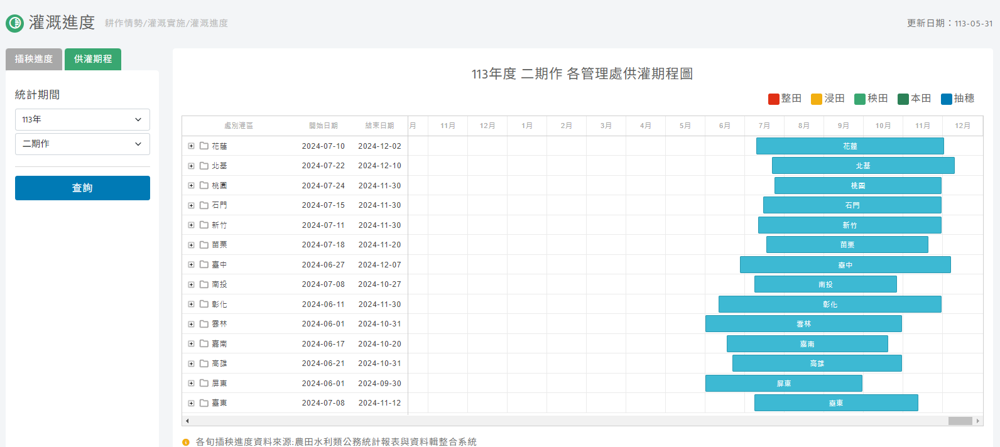 灌溉進度 耕作情勢/灌溉實施/灌溉進度 更新日期：113-05-31
插秧進度 供灌期程
統計期間
113年
二期作
查詢
113年度 二期作 各管理處供灌期程圖
整田 浸田 秧田 本田 抽穗
處別灌區 開始日期 結束日期 月 11月 12月 1月 2月 3月 4月 5月 6月 7月 8月 9月 10月 11月 12月
花蓮 2024-07-10 2024-12-02 花蓮
北基 2024-07-22 2024-12-10 北基
桃園 2024-07-24 2024-11-30 桃園
石門 2024-07-15 2024-11-30 石門
新竹 2024-07-11 2024-11-30 新竹
苗栗 2024-07-18 2024-11-20 苗栗
臺中 2024-06-27 2024-12-07 臺中
南投 2024-07-08 2024-10-27 南投
彰化 2024-06-11 2024-11-30 彰化
雲林 2024-06-01 2024-10-31 雲林
嘉南 2024-06-17 2024-10-20 嘉南
高雄 2024-06-21 2024-10-31 高雄
屏東 2024-06-01 2024-09-30 屏東
臺東 2024-07-08 2024-11-12 臺東
各旬插秧進度資料來源:農田水利類公務統計報表與資料輯整合系統